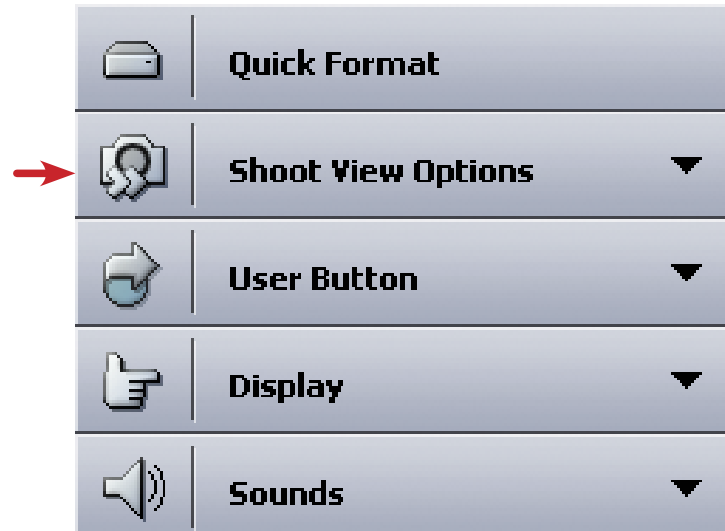 Quick Format
Shoot View Options
User Button
Display
Sounds